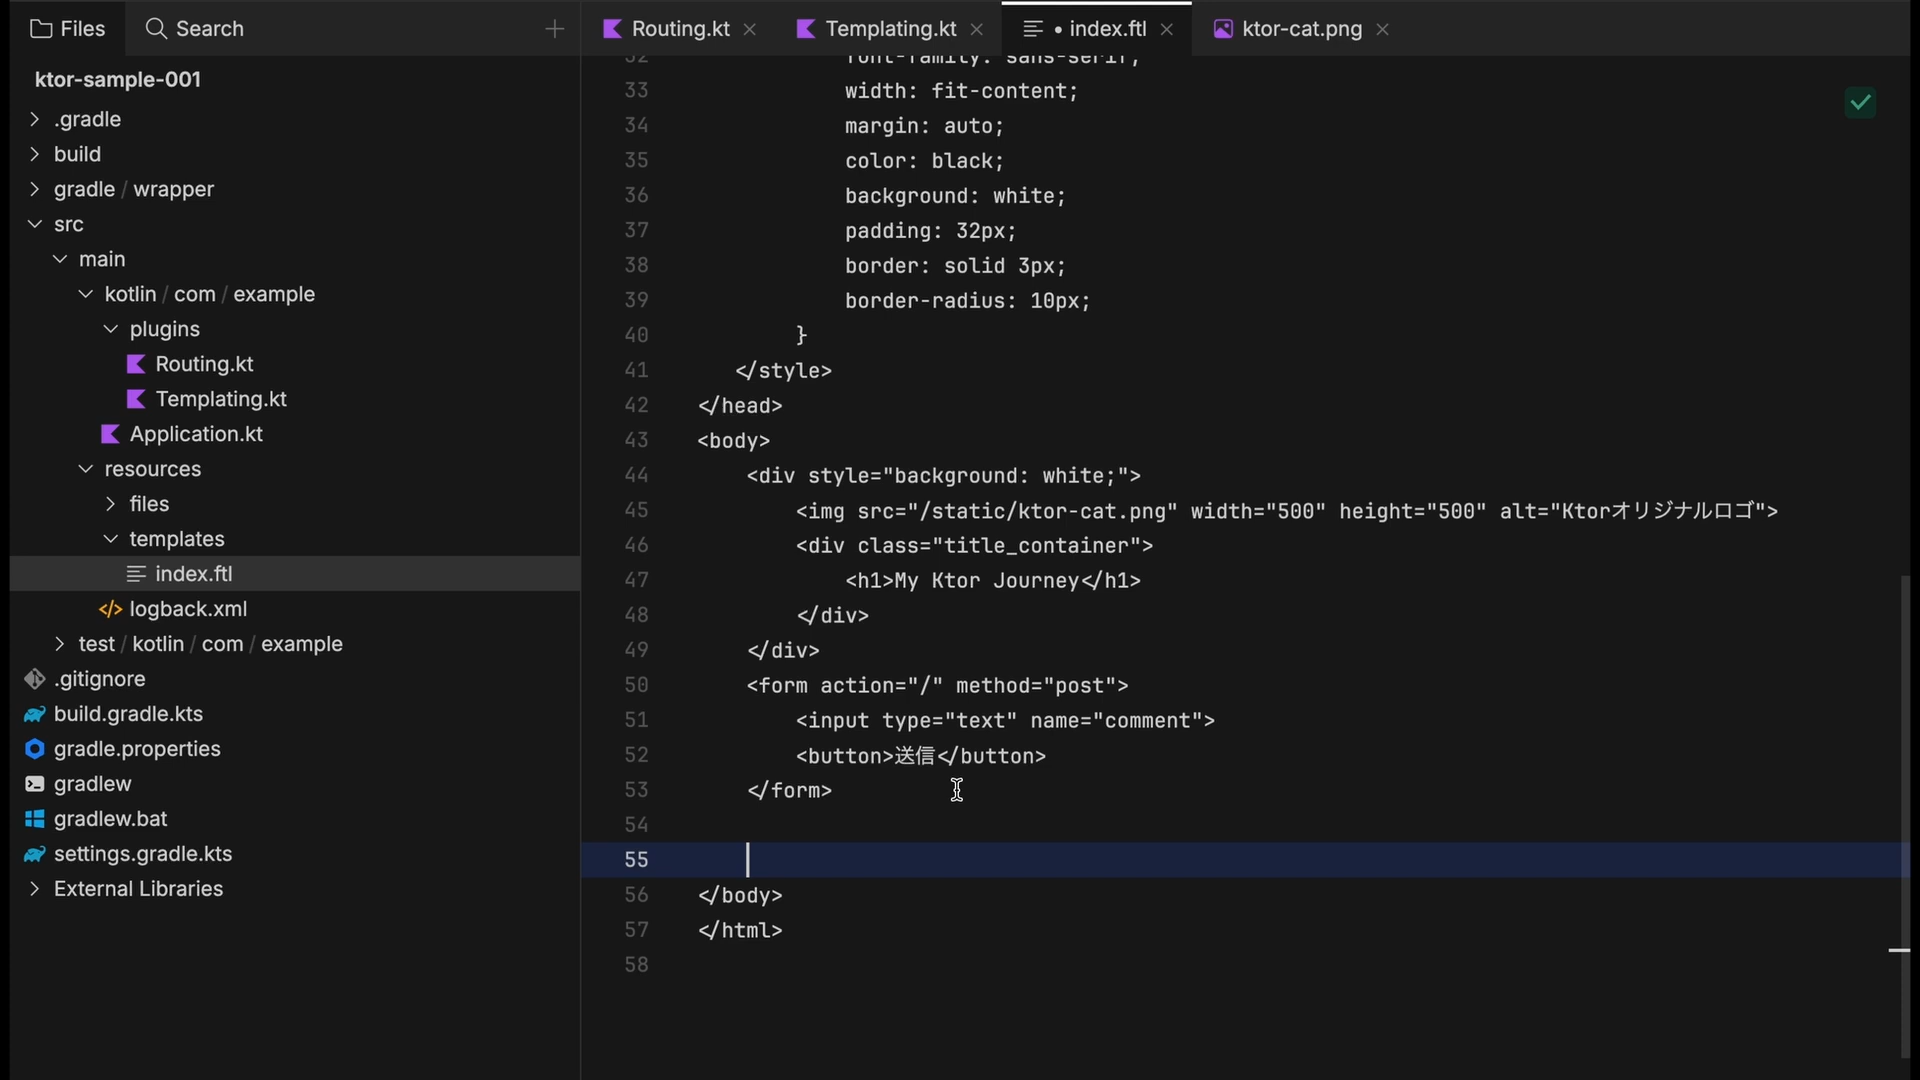 Files
Search
Routing.kt
Templating.kt
• index.ftl
ktor-cat.png
ktor-sample-001
.gradle
build
gradle / wrapper
src
main
kotlin / com / example
plugins
Routing.kt
Templating.kt
Application.kt
resources
files
templates
index.ftl
logback.xml
test / kotlin / com / example
.gitignore
build.gradle.kts
gradle.properties
gradlew
gradlew.bat
settings.gradle.kts
External Libraries
32 font-family: sans-serif;
33 width: fit-content;
34 margin: auto;
35 color: black;
36 background: white;
37 padding: 32px;
38 border: solid 3px;
39 border-radius: 10px;
40 }
41 </style>
42 </head>
43 <body>
44 <div style="background: white;">
45 <img src="/static/ktor-cat.png" width="500" height="500" alt="Ktorオリジナルロゴ">
46 <div class="title_container">
47 <h1>My Ktor Journey</h1>
48 </div>
49 </div>
50 <form action="/" method="post">
51 <input type="text" name="comment">
52 <button>送信</button>
53 </form>
54
55
56 </body>
57 </html>
58